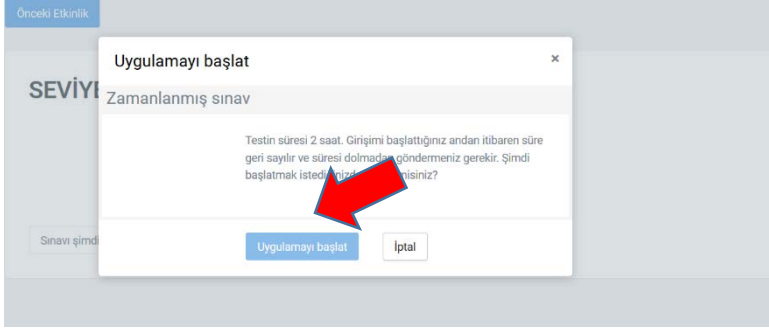 Önceki Etkinlik
Uygulamayı başlat ×
SEVİYE
Zamanlanmış sınav
Testin süresi 2 saat. Girişimi başlattığınız andan itibaren süre
geri sayılır ve süresi dolmadan göndermeniz gerekir. Şimdi
başlatmak
Sınavı şimdi
Uygulamayı başlat
İptal